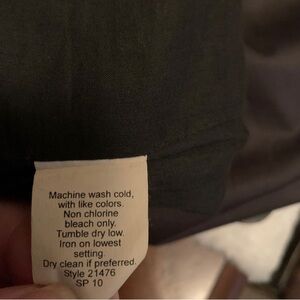 Machine wash cold,
with like colors.
Non chlorine
bleach only.
Tumble dry low.
Iron on lowest
setting.
Dry clean if preferred.
Style 21476
SP 10